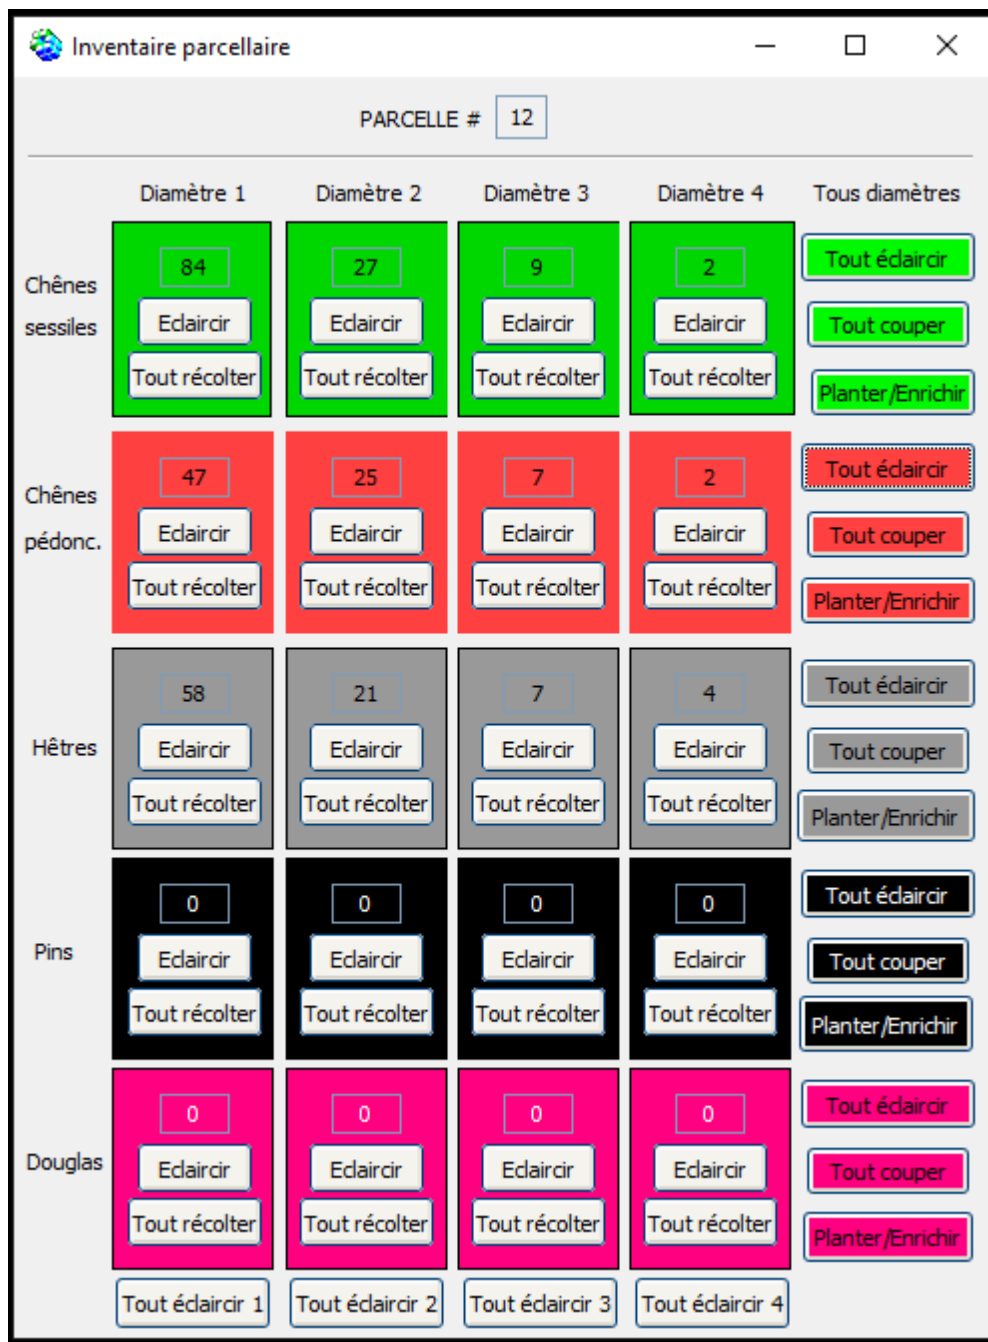 Inventaire parcellaire
PARCELLE # 12
Diamètre 1 Diamètre 2 Diamètre 3 Diamètre 4 Tous diamètres
Chênes sessiles
84 27 9 2 Tout éclaircir
Eclaircir Eclaircir Eclaircir Eclaircir Tout couper
Tout récolter Tout récolter Tout récolter Tout récolter Planter/Enrichir
Chênes pédonc.
47 25 7 2 Tout éclaircir
Eclaircir Eclaircir Eclaircir Eclaircir Tout couper
Tout récolter Tout récolter Tout récolter Tout récolter Planter/Enrichir
Hêtres
58 21 7 4 Tout éclaircir
Eclaircir Eclaircir Eclaircir Eclaircir Tout couper
Tout récolter Tout récolter Tout récolter Tout récolter Planter/Enrichir
Pins
0 0 0 0 Tout éclaircir
Eclaircir Eclaircir Eclaircir Eclaircir Tout couper
Tout récolter Tout récolter Tout récolter Tout récolter Planter/Enrichir
Douglas
0 0 0 0 Tout éclaircir
Eclaircir Eclaircir Eclaircir Eclaircir Tout couper
Tout récolter Tout récolter Tout récolter Tout récolter Planter/Enrichir
Tout éclaircir 1 Tout éclaircir 2 Tout éclaircir 3 Tout éclaircir 4